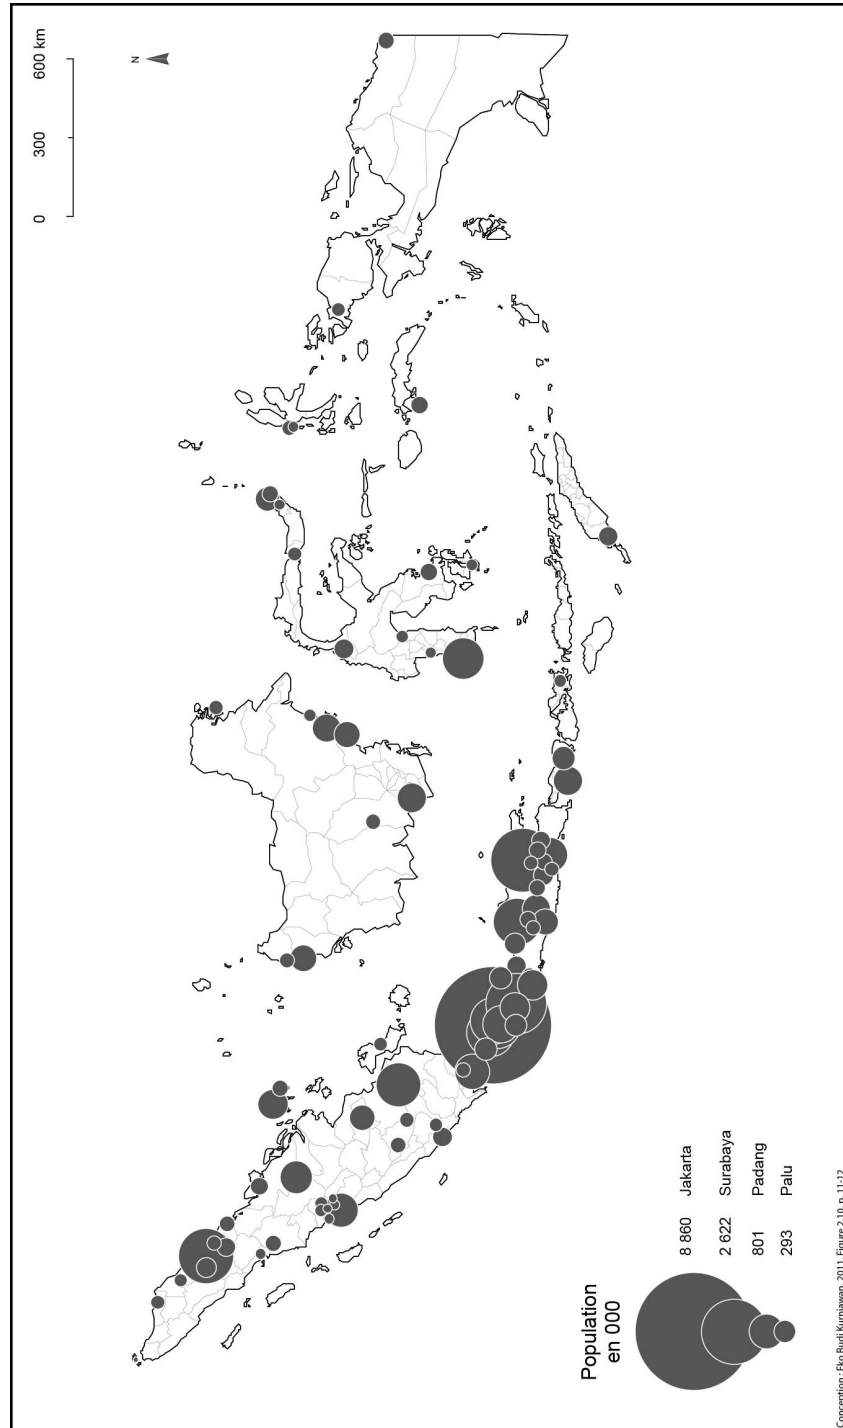 0 300 600 km
N
Population
en 000
8 860 Jakarta
2 622 Surabaya
801 Padang
293 Palu
Conception : Eko Budi Kurniawan, 2011, Figure 2.10, p. 11-12